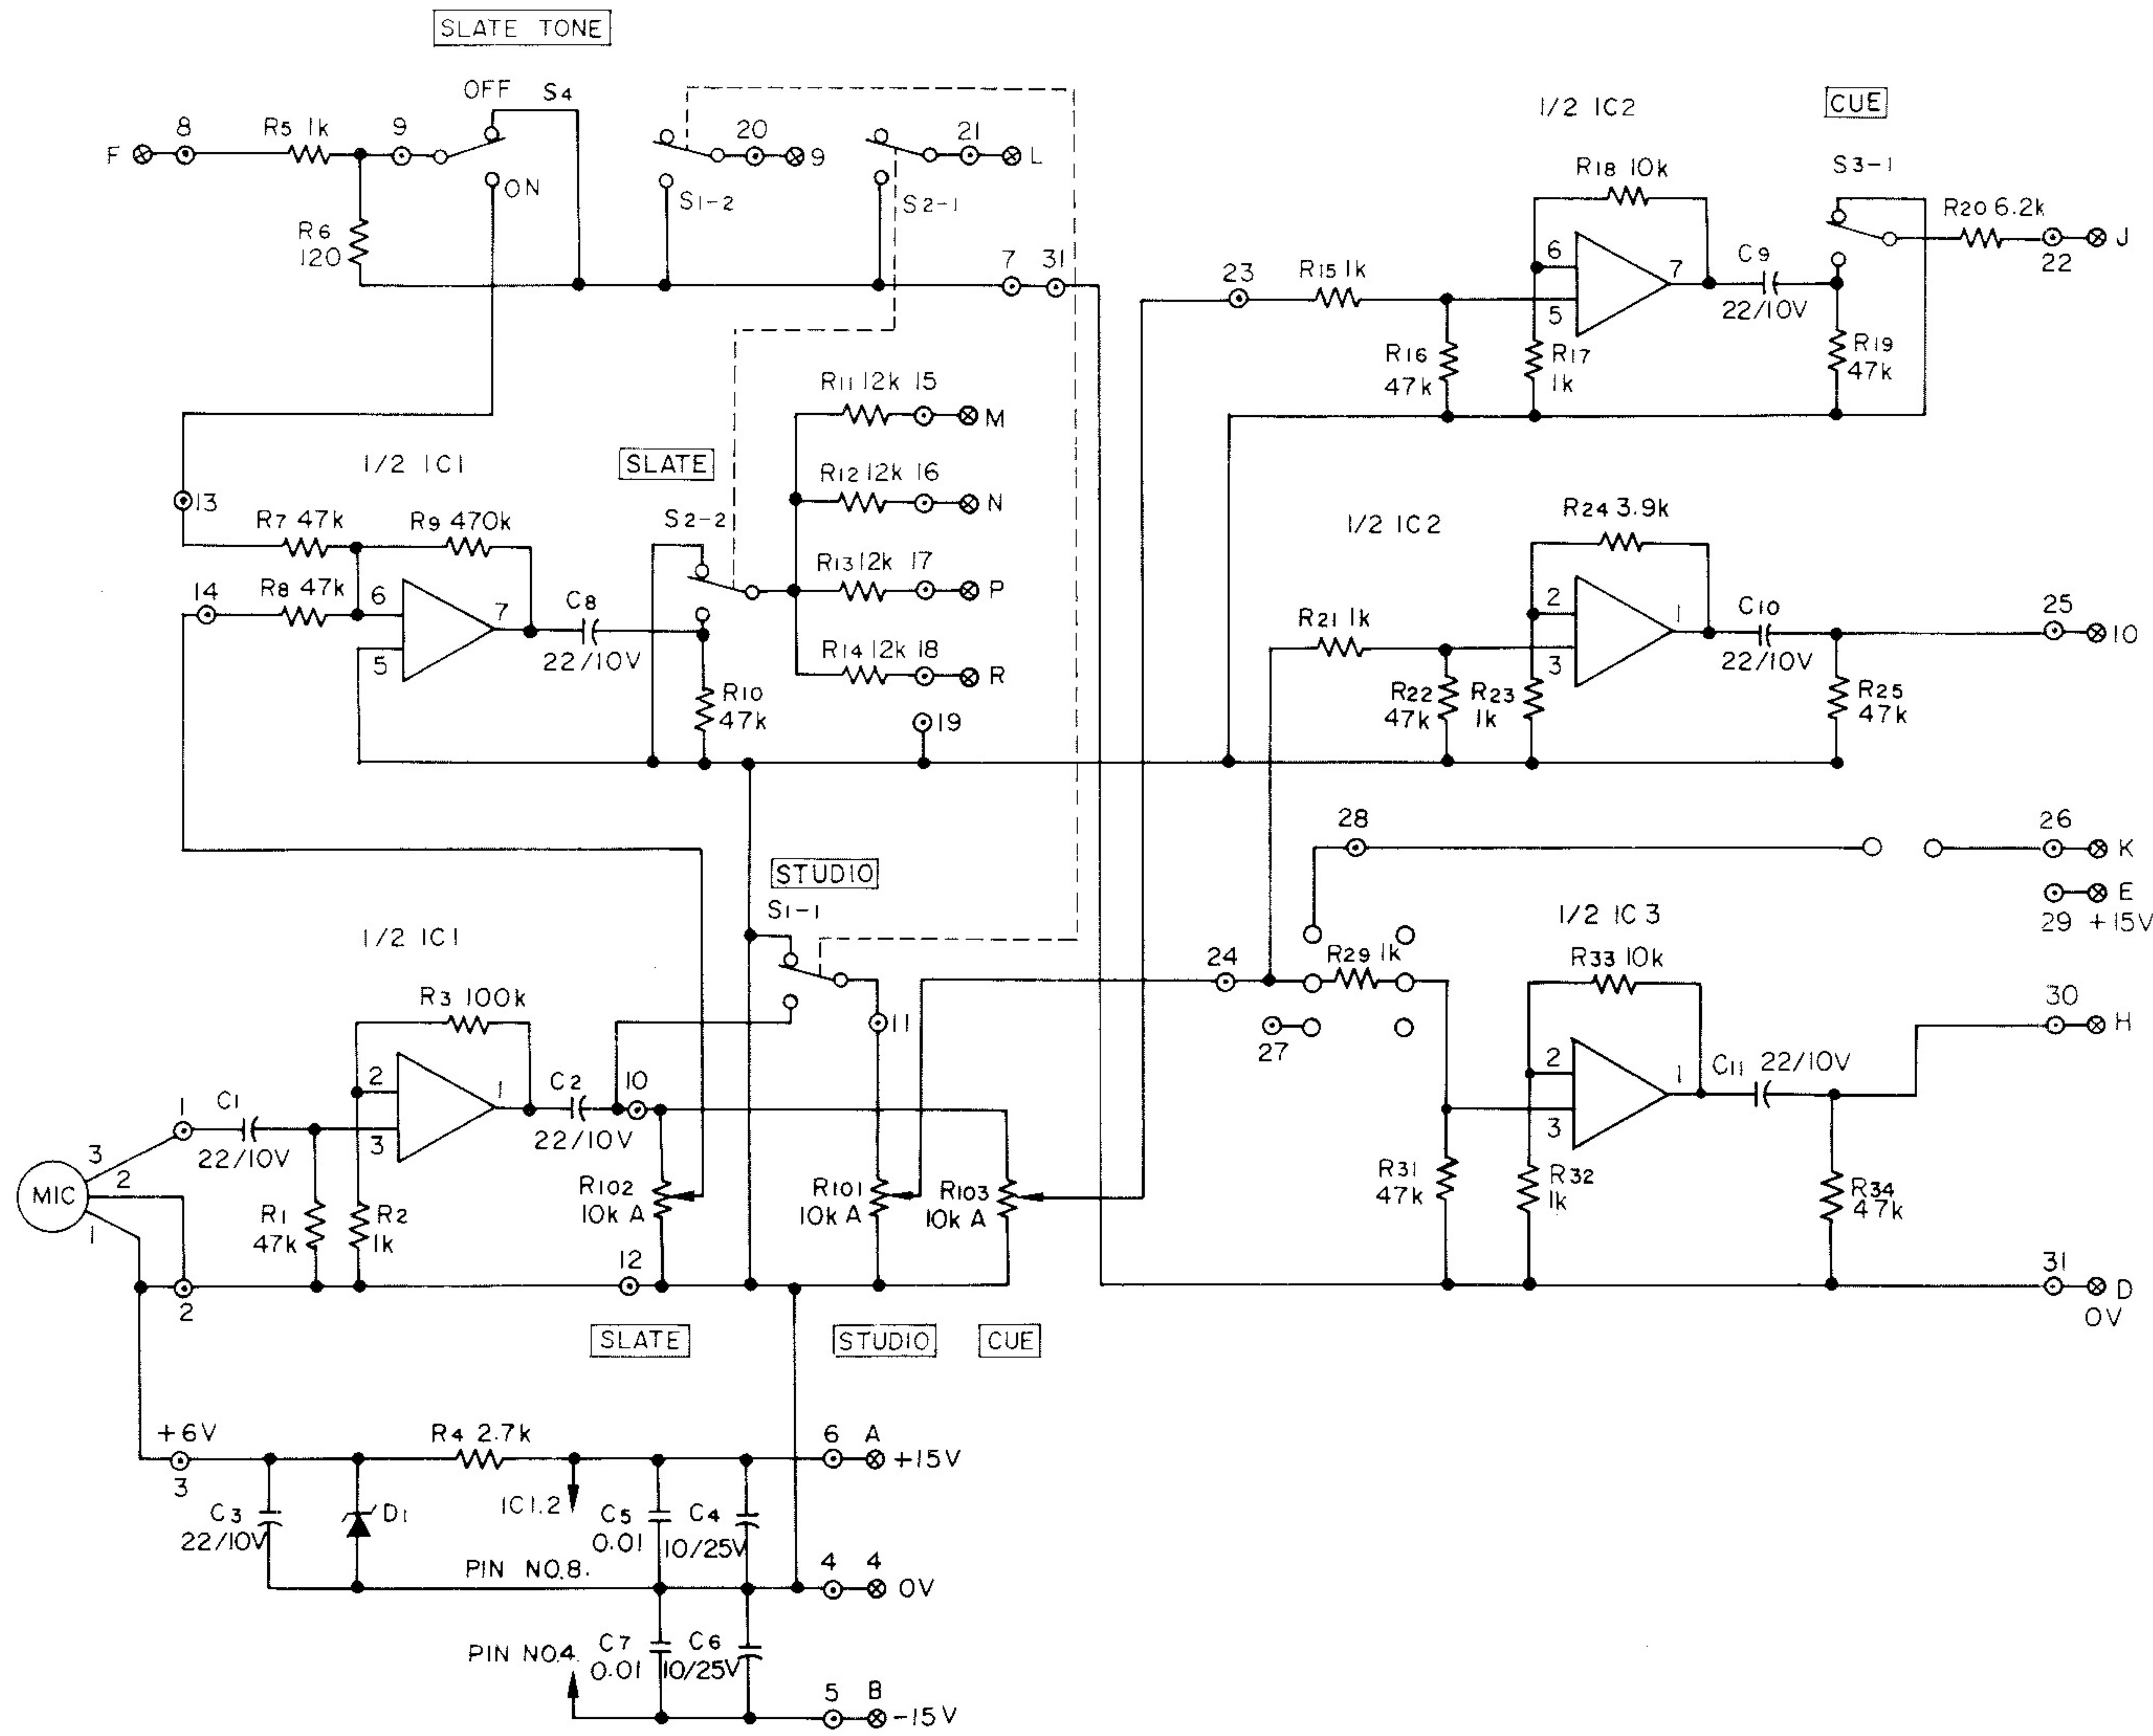 SLATE TONE
OFF S4
F 8 R5 1k 9
ON
R6
120
S1-2
20 9
S2-1
21 L
7 31
1/2 IC1
SLATE
13
R7 47k R9 470k
14 R8 47k
6 7
5
C8
22/10V
S2-2
R10
47k
R11 12k 15 M
R12 12k 16 N
R13 12k 17 P
R14 12k 18 R
19
STUDIO
S1-1
11
1/2 IC1
R3 100k
2 1
3
1 C1
22/10V
C2 10
22/10V
MIC
3
2
1
R1
47k
R2
1k
2
12
R102
10k A
R101
10k A
R103
10k A
SLATE STUDIO CUE
+6V
3
R4 2.7k
IC1.2
C3
22/10V
D1
C5
0.01
C4
10/25V
6 A +15V
PIN NO.8.
4 4 0V
PIN NO.4.
C7
0.01
C6
10/25V
5 B -15V
1/2 IC2
CUE
23 R15 1k
R18 10k
6 7
5
R16
47k
R17
1k
C9
22/10V
S3-1
R20 6.2k
22 J
R19
47k
1/2 IC2
R24 3.9k
R21 1k
2 1
3
R22
47k
R23
1k
C10
22/10V
R25
47k
25 10
28
26 K
E
29 +15V
1/2 IC3
24 R29 1k
27
R33 10k
2 1
3
R31
47k
R32
1k
C11 22/10V
R34
47k
30 H
31 D
0V